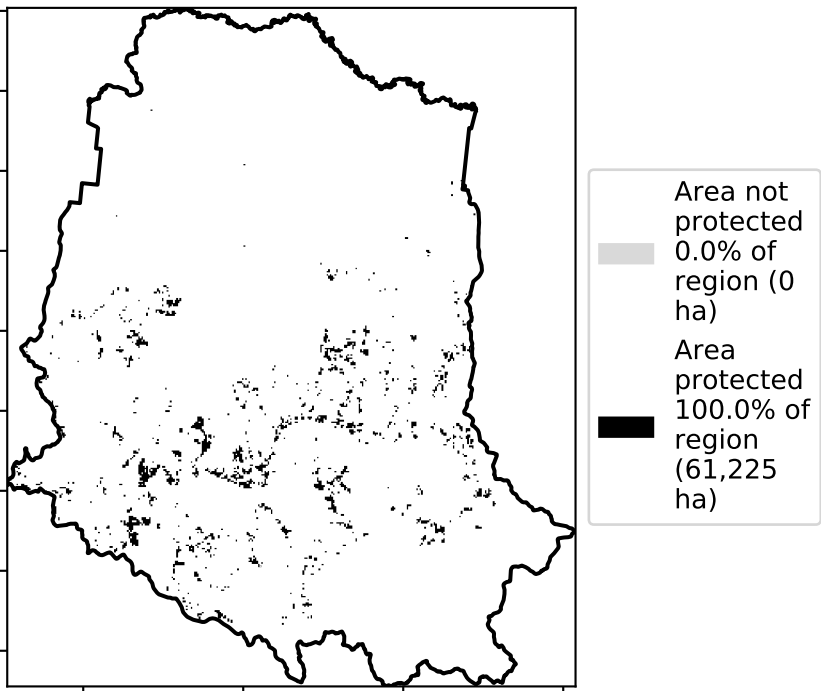 Area not
protected
0.0% of
region (0
ha)
Area
protected
100.0% of
region
(61,225
ha)